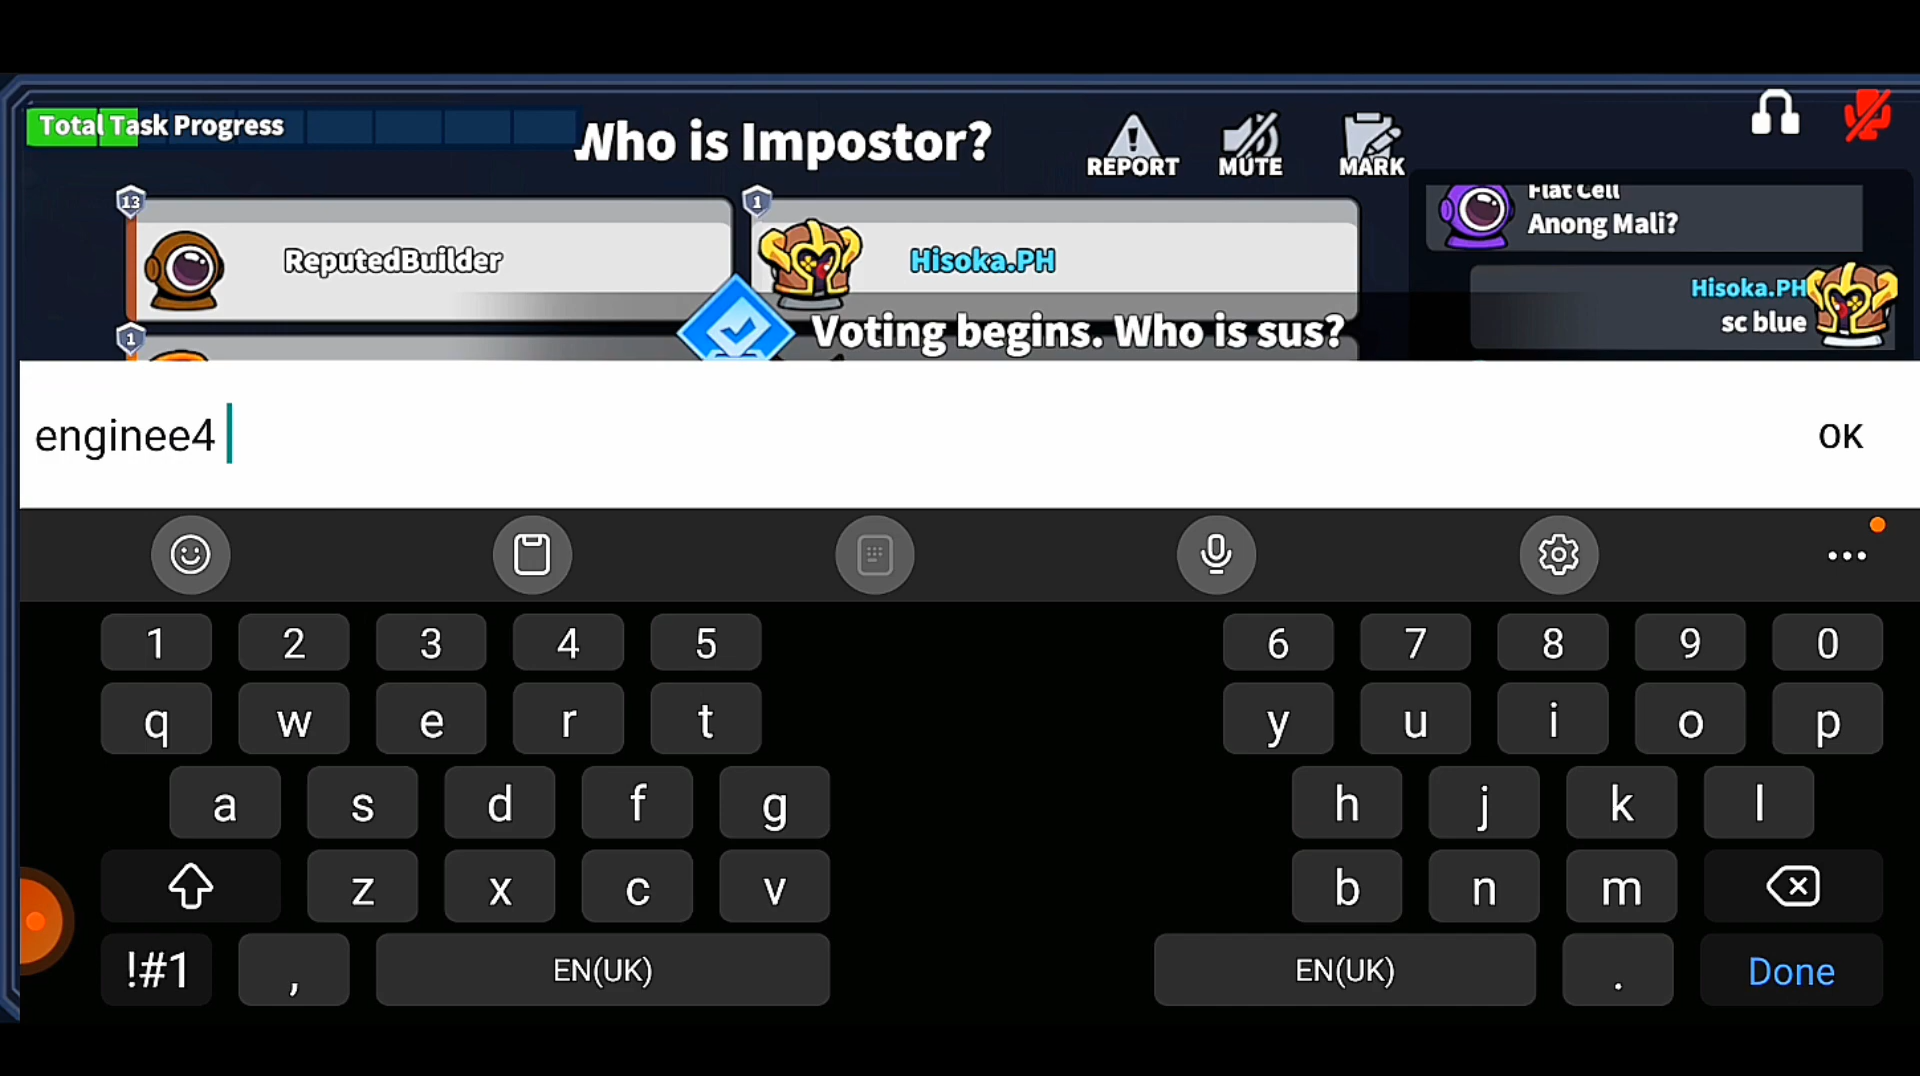 Total Task Progress
Who is Impostor?
REPORT
MUTE
MARK
13
ReputedBuilder
1
Hisoka.PH
Flat Cell
Anong Mali?
Hisoka.PH
sc blue
1
Voting begins. Who is sus?
enginee4
OK
1 2 3 4 5 6 7 8 9 0
q w e r t y u i o p
a s d f g h j k l
z x c v b n m
!#1 , EN(UK) EN(UK) . Done